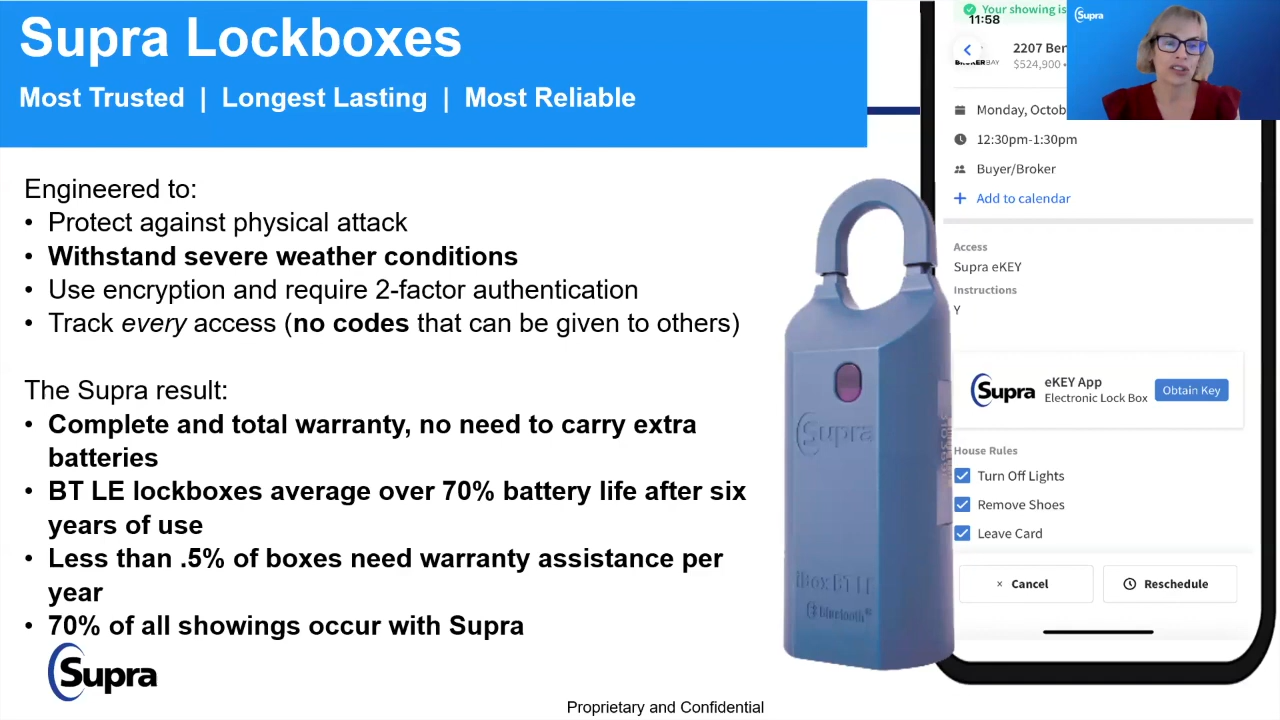 Supra Lockboxes
Most Trusted | Longest Lasting | Most Reliable
Engineered to:
• Protect against physical attack
• Withstand severe weather conditions
• Use encryption and require 2-factor authentication
• Track every access (no codes that can be given to others)
The Supra result:
• Complete and total warranty, no need to carry extra
batteries
• BT LE lockboxes average over 70% battery life after six
years of use
• Less than .5% of boxes need warranty assistance per
year
• 70% of all showings occur with Supra
Supra
Proprietary and Confidential
Supra
iBox BT LE
Bluetooth®
Your showing is
11:58
2207 Ber
BROKERBAY
$524,900 •
Monday, Octob
12:30pm-1:30pm
Buyer/Broker
+ Add to calendar
Access
Supra eKEY
Instructions
Y
Supra
eKEY App
Electronic Lock Box
Obtain Key
House Rules
Turn Off Lights
Remove Shoes
Leave Card
× Cancel
Reschedule
Supra